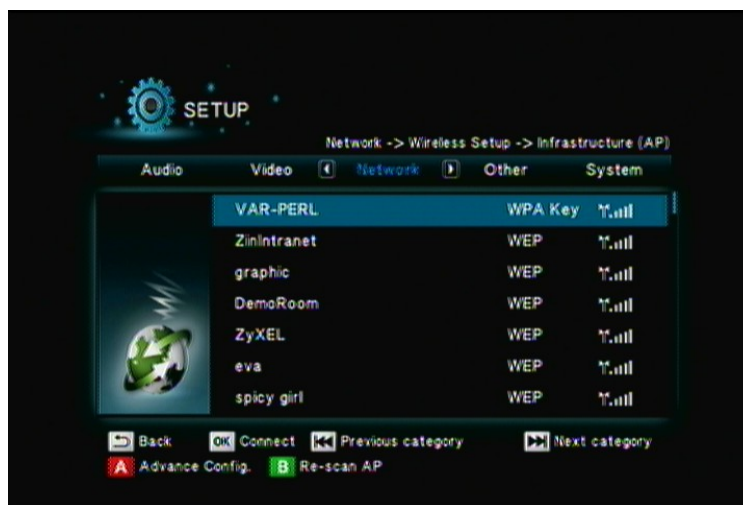 SETUP
Network -> Wireless Setup -> Infrastructure (AP)
Audio Video Network Other System
VAR-PERL WPA Key
ZinIntranet WEP
graphic WEP
DemoRoom WEP
ZyXEL WEP
eva WEP
spicy girl WEP
Back OK Connect Previous category Next category
A Advance Config. B Re-scan AP